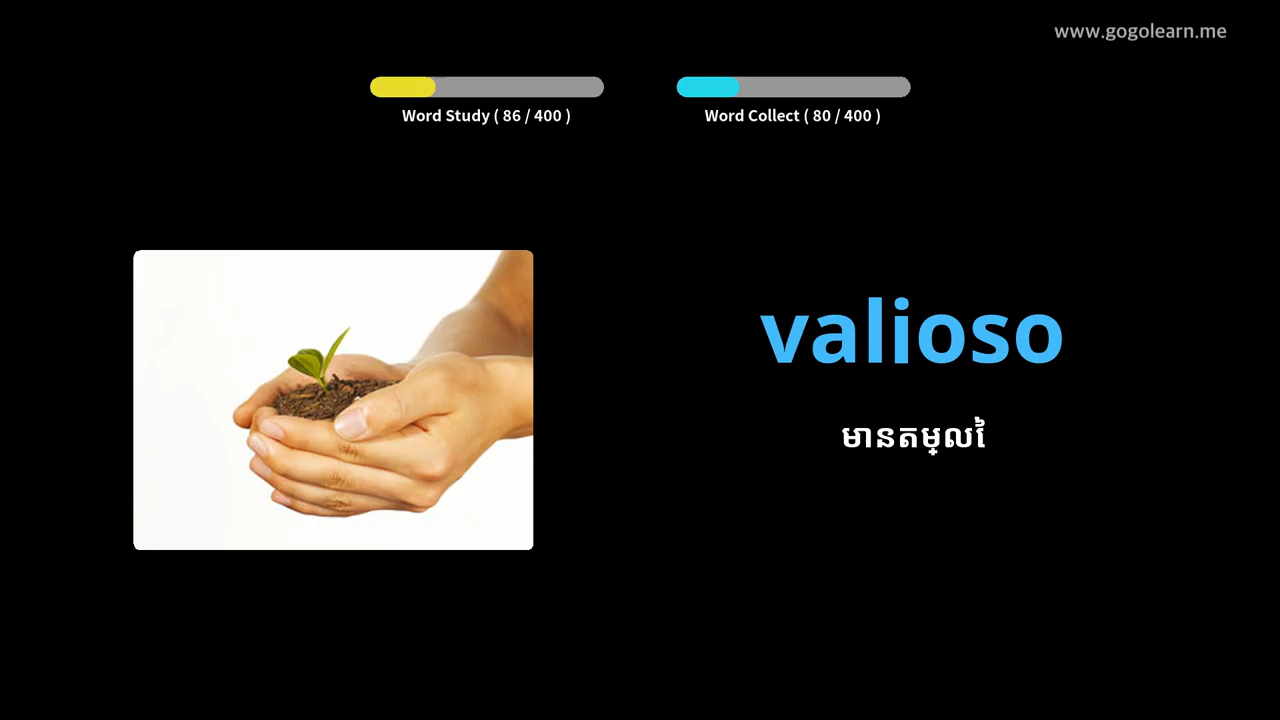 www.gogolearn.me
Word Study ( 86 / 400 )
Word Collect ( 80 / 400 )
valioso
មានតម្លៃ